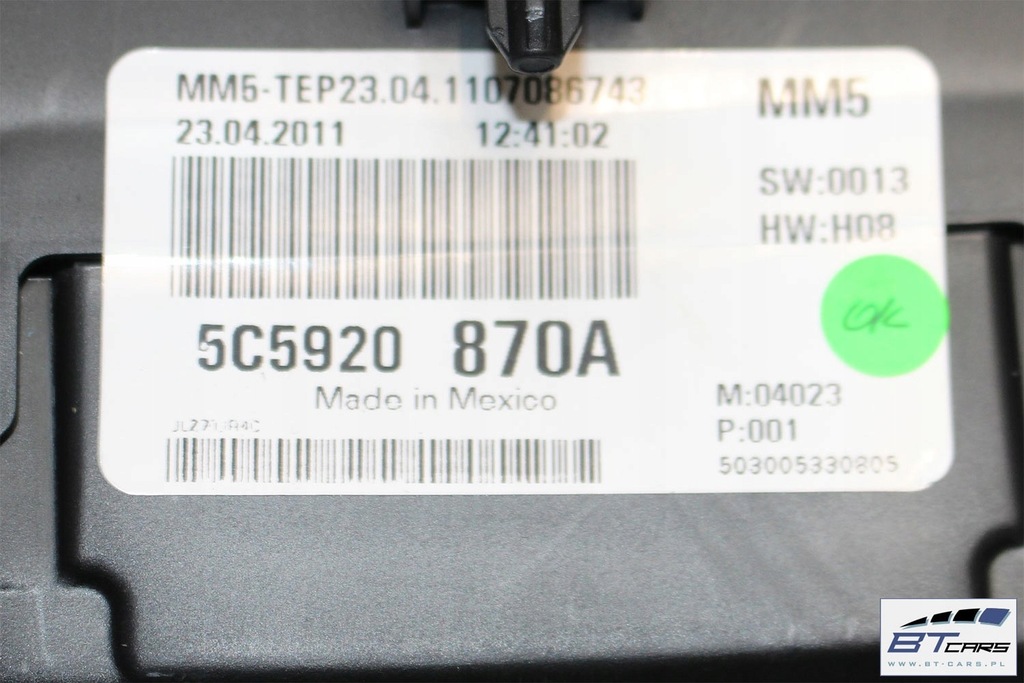 MM5-TEP23.04.1107086743
23.04.2011 12:41:02
MM5
SW:0013
HW:H08
5C5920 870A
Made in Mexico
OK
M:04023
P:001
503005330805
BT CARS
WWW.BT-CARS.PL